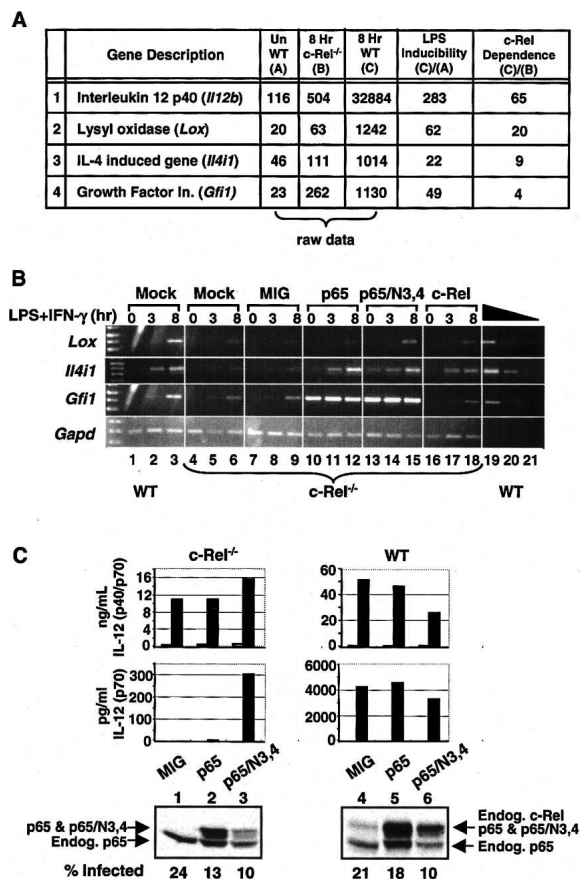 A
Gene Description
Un WT (A)
8 Hr c-Rel-/- (B)
8 Hr WT (C)
LPS Inducibility (C)/(A)
c-Rel Dependence (C)/(B)
1 Interleukin 12 p40 (Il12b) 116 504 32884 283 65
2 Lysyl oxidase (Lox) 20 63 1242 62 20
3 IL-4 induced gene (Il4i1) 46 111 1014 22 9
4 Growth Factor In. (Gfi1) 23 262 1130 49 4
raw data
B
Mock Mock MIG p65 p65/N3,4 c-Rel
LPS+IFN-γ (hr) 0 3 8 0 3 8 0 3 8 0 3 8 0 3 8 0 3 8
Lox
Il4i1
Gfi1
Gapd
1 2 3 4 5 6 7 8 9 10 11 12 13 14 15 16 17 18 19 20 21
WT c-Rel-/- WT
C
c-Rel-/- WT
ng/mL IL-12 (p40/p70)
16
12
8
4
0
60
40
20
0
pg/ml IL-12 (p70)
300
200
100
0
6000
4000
2000
0
MIG p65 p65/N3,4 MIG p65 p65/N3,4
1 2 3 4 5 6
p65 & p65/N3,4
Endog. p65
Endog. c-Rel
p65 & p65/N3,4
Endog. p65
% Infected 24 13 10 21 18 10